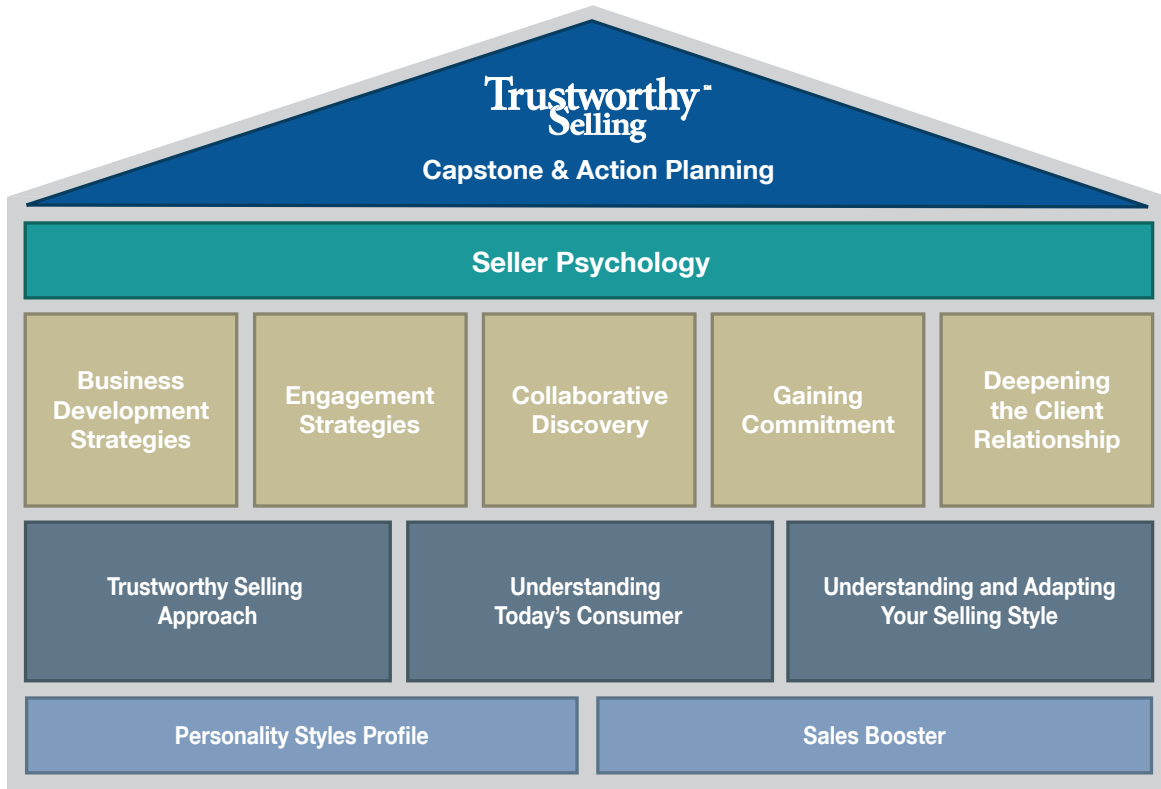 Trustworthy™
Selling
Capstone & Action Planning
Seller Psychology
Business
Development
Strategies
Engagement
Strategies
Collaborative
Discovery
Gaining
Commitment
Deepening
the Client
Relationship
Trustworthy Selling
Approach
Understanding
Today’s Consumer
Understanding and Adapting
Your Selling Style
Personality Styles Profile
Sales Booster